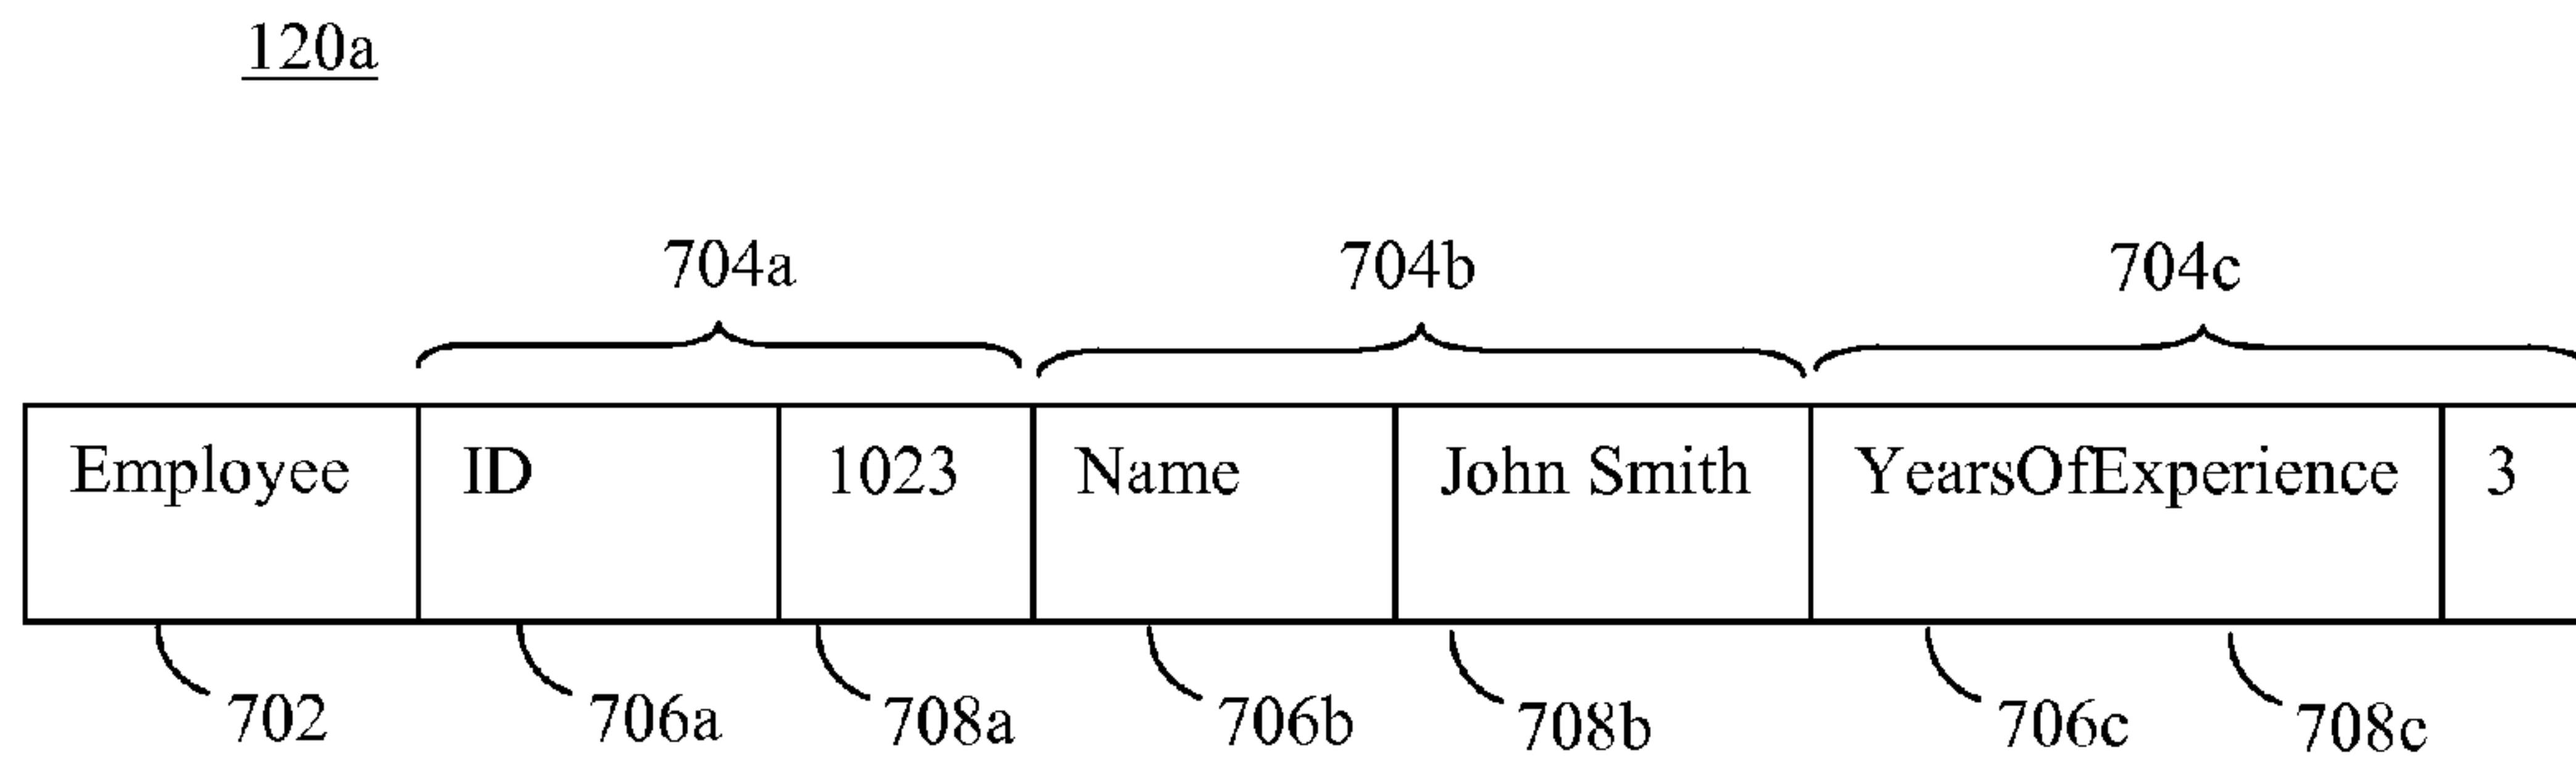 120a
704a 704b 704c
Employee ID 1023 Name John Smith YearsOfExperience 3
702 706a 708a 706b 708b 706c 708c